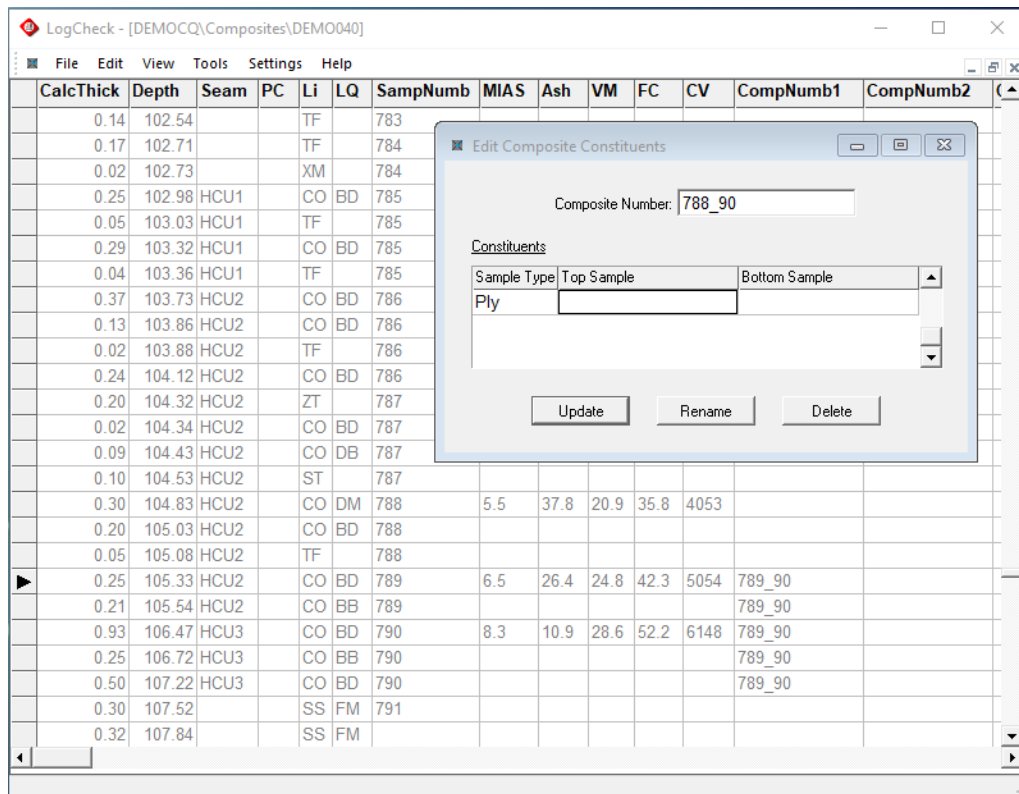 LogCheck - [DEMOCQ\Composites\DEMO040]
File Edit View Tools Settings Help
CalcThick Depth Seam PC Li LQ SampNumb MIAS Ash VM FC CV CompNumb1 CompNumb2
0.14 102.54 TF 783
0.17 102.71 TF 784
0.02 102.73 XM 784
0.25 102.98 HCU1 CO BD 785
0.05 103.03 HCU1 TF 785
0.29 103.32 HCU1 CO BD 785
0.04 103.36 HCU1 TF 785
0.37 103.73 HCU2 CO BD 786
0.13 103.86 HCU2 CO BD 786
0.02 103.88 HCU2 TF 786
0.24 104.12 HCU2 CO BD 786
0.20 104.32 HCU2 ZT 787
0.02 104.34 HCU2 CO BD 787
0.09 104.43 HCU2 CO DB 787
0.10 104.53 HCU2 ST 787
0.30 104.83 HCU2 CO DM 788 5.5 37.8 20.9 35.8 4053
0.20 105.03 HCU2 CO BD 788
0.05 105.08 HCU2 TF 788
0.25 105.33 HCU2 CO BD 789 6.5 26.4 24.8 42.3 5054 789_90
0.21 105.54 HCU2 CO BB 789 789_90
0.93 106.47 HCU3 CO BD 790 8.3 10.9 28.6 52.2 6148 789_90
0.25 106.72 HCU3 CO BB 790 789_90
0.50 107.22 HCU3 CO BD 790 789_90
0.30 107.52 SS FM 791
0.32 107.84 SS FM
Edit Composite Constituents
Composite Number: 788_90
Constituents
Sample Type Top Sample Bottom Sample
Ply
Update Rename Delete